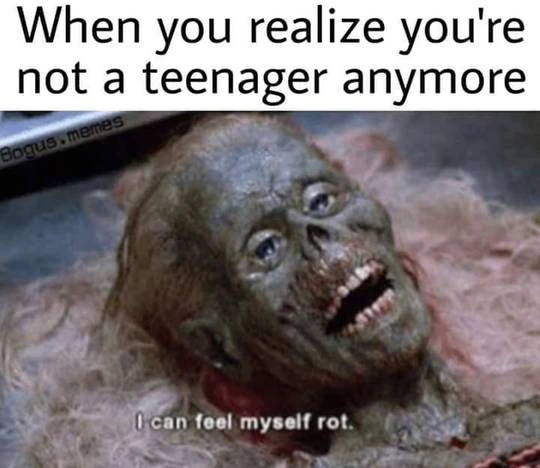 When you realize you're
not a teenager anymore
Bogus.memes
I can feel myself rot.